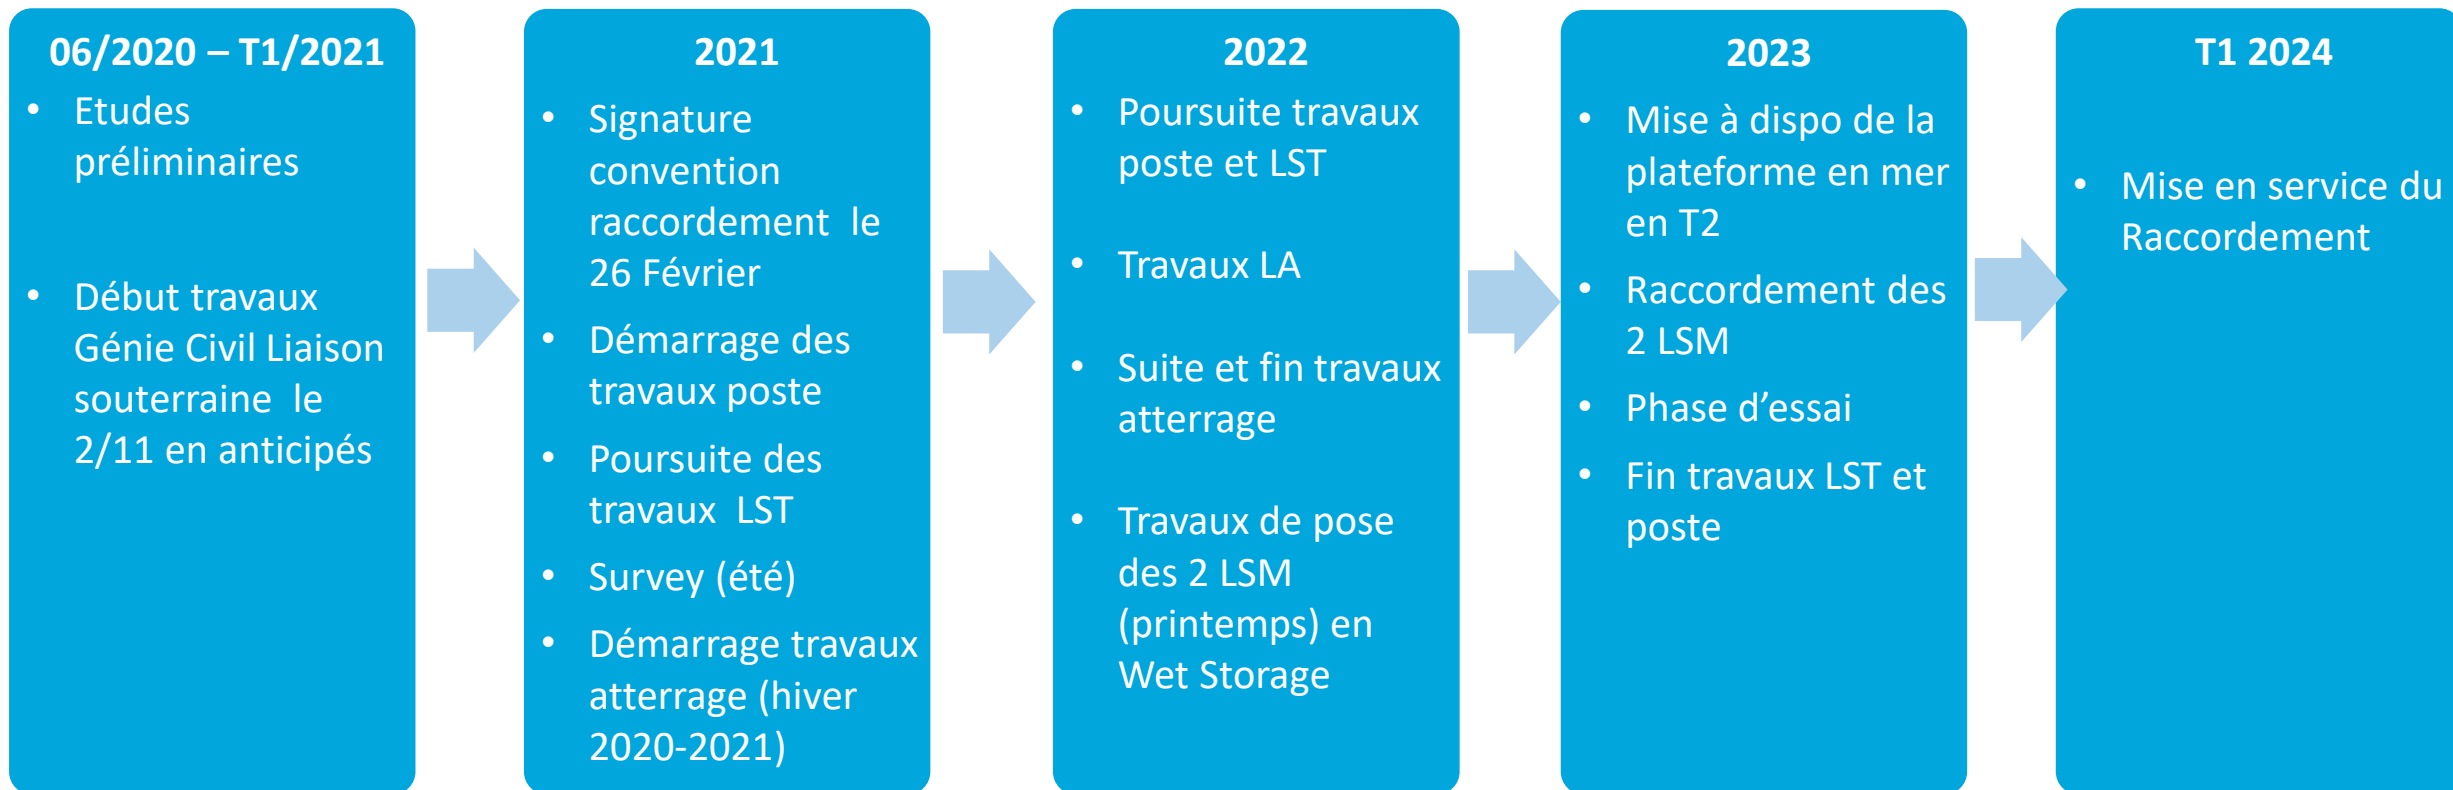 06/2020 – T1/2021
• Etudes
préliminaires
• Début travaux
Génie Civil Liaison
souterraine le
2/11 en anticipés
2021
• Signature
convention
raccordement le
26 Février
• Démarrage des
travaux poste
• Poursuite des
travaux LST
• Survey (été)
• Démarrage travaux
atterrage (hiver
2020-2021)
2022
• Poursuite travaux
poste et LST
• Travaux LA
• Suite et fin travaux
atterrage
• Travaux de pose
des 2 LSM
(printemps) en
Wet Storage
2023
• Mise à dispo de la
plateforme en mer
en T2
• Raccordement des
2 LSM
• Phase d’essai
• Fin travaux LST et
poste
T1 2024
• Mise en service du
Raccordement